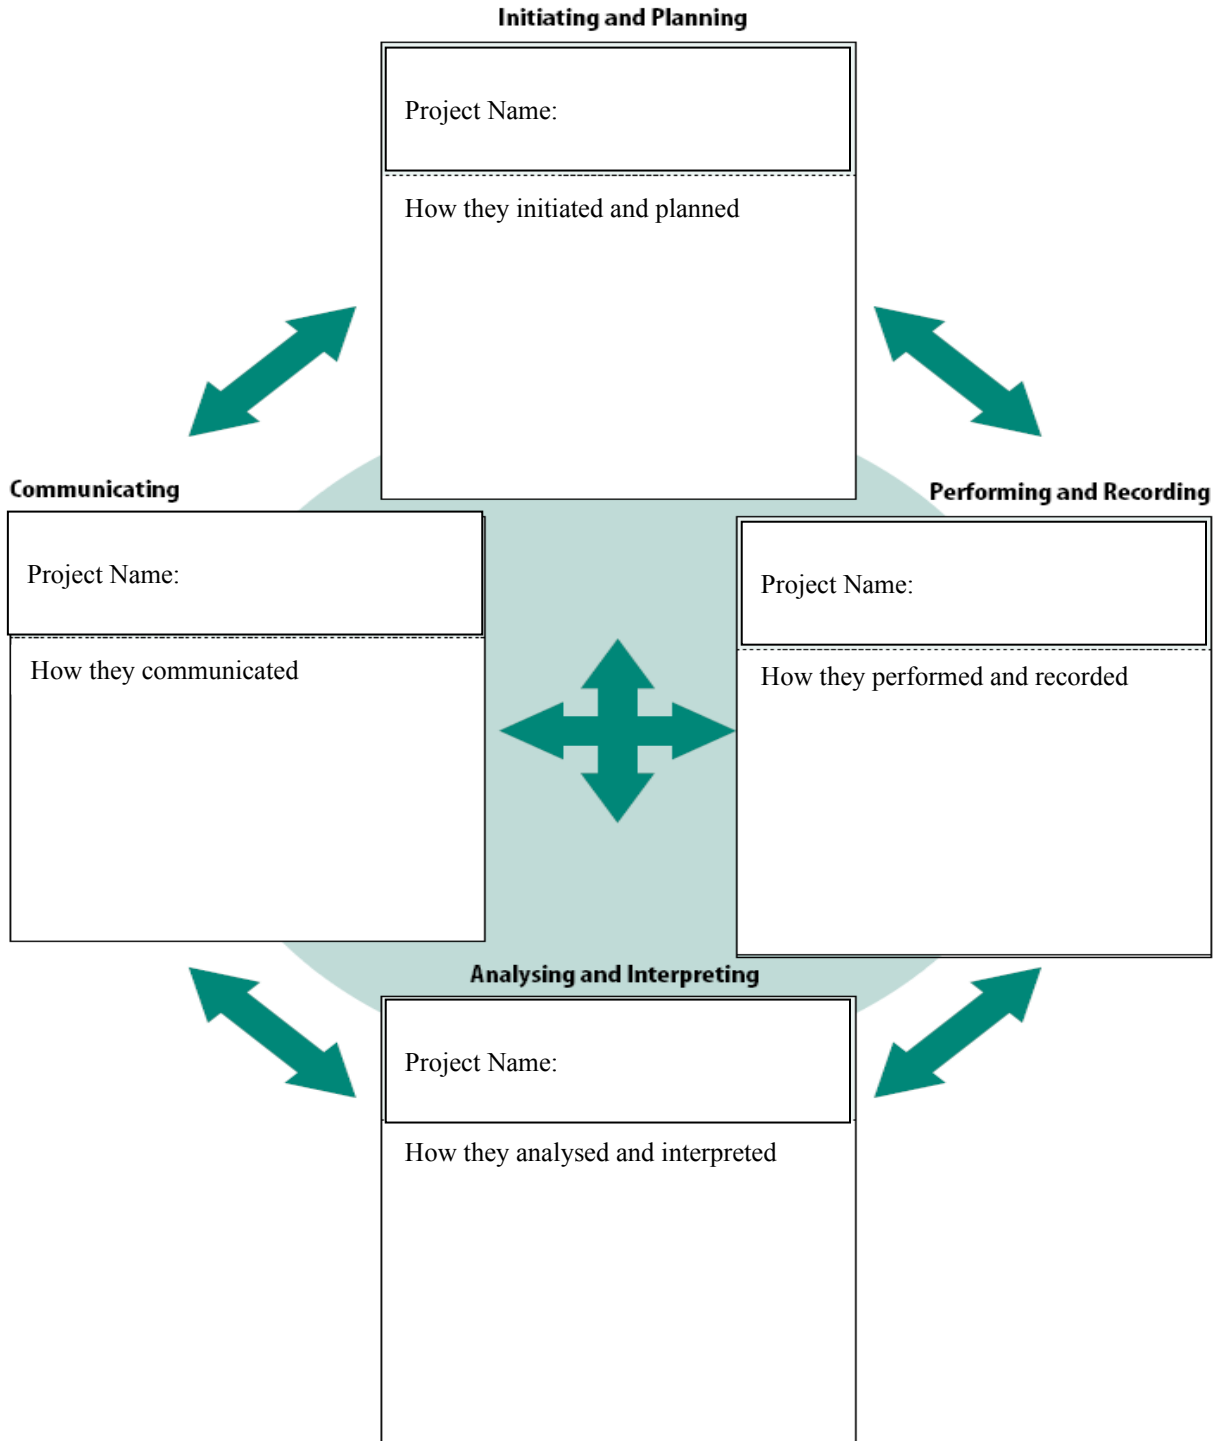 Initiating and Planning
Project Name:
How they initiated and planned
Communicating
Project Name:
How they communicated
Performing and Recording
Project Name:
How they performed and recorded
Analysing and Interpreting
Project Name:
How they analysed and interpreted